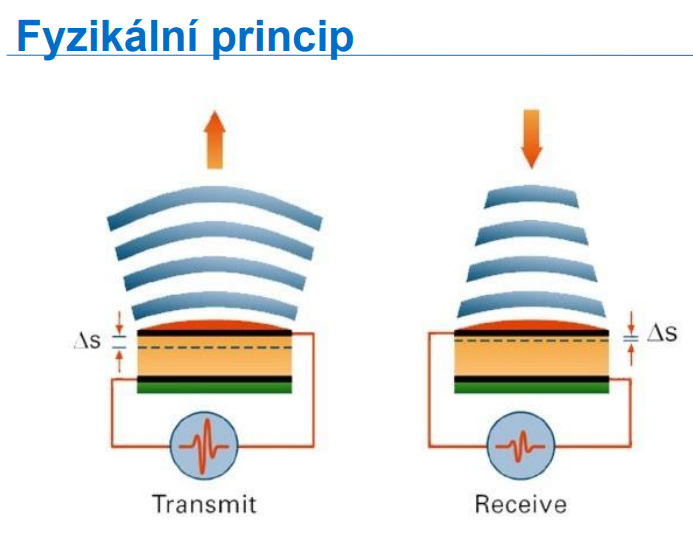 Fyzikální princip
Δs
Δs
Transmit
Receive